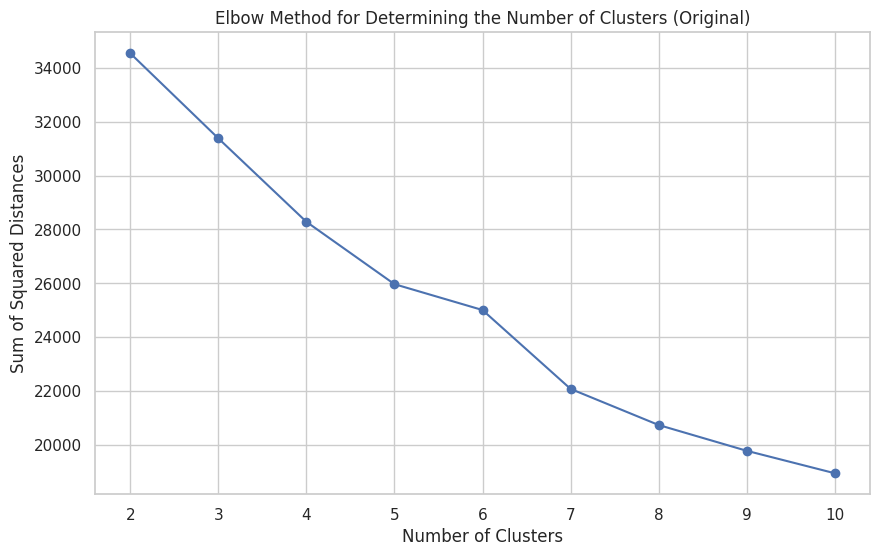 Elbow Method for Determining the Number of Clusters (Original)
34000
32000
30000
28000
26000
24000
22000
20000
Sum of Squared Distances
2 3 4 5 6 7 8 9 10
Number of Clusters